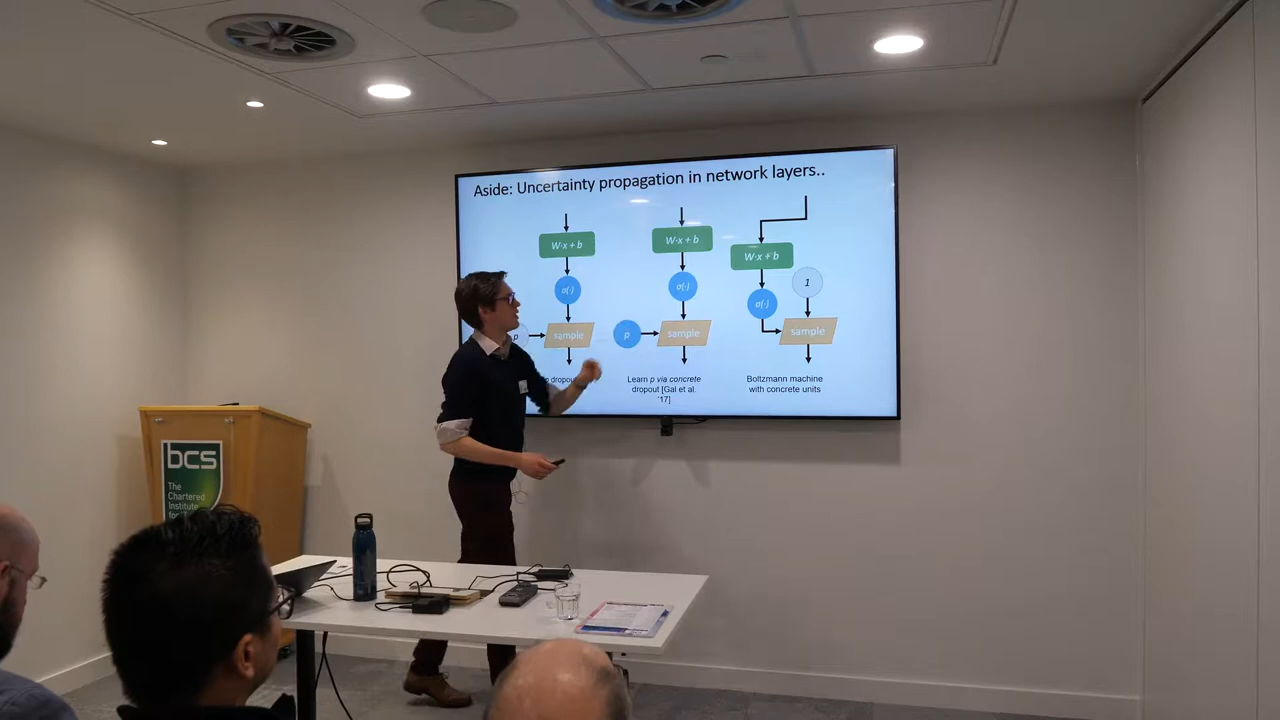 Aside: Uncertainty propagation in network layers..
W·x + b
W·x + b
W·x + b
σ(·)
σ(·)
σ(·)
1
p
sample
p
sample
sample
dropout
Learn p via concrete
dropout [Gal et al.
'17]
Boltzmann machine
with concrete units
bcs
The
Chartered
Institute
for